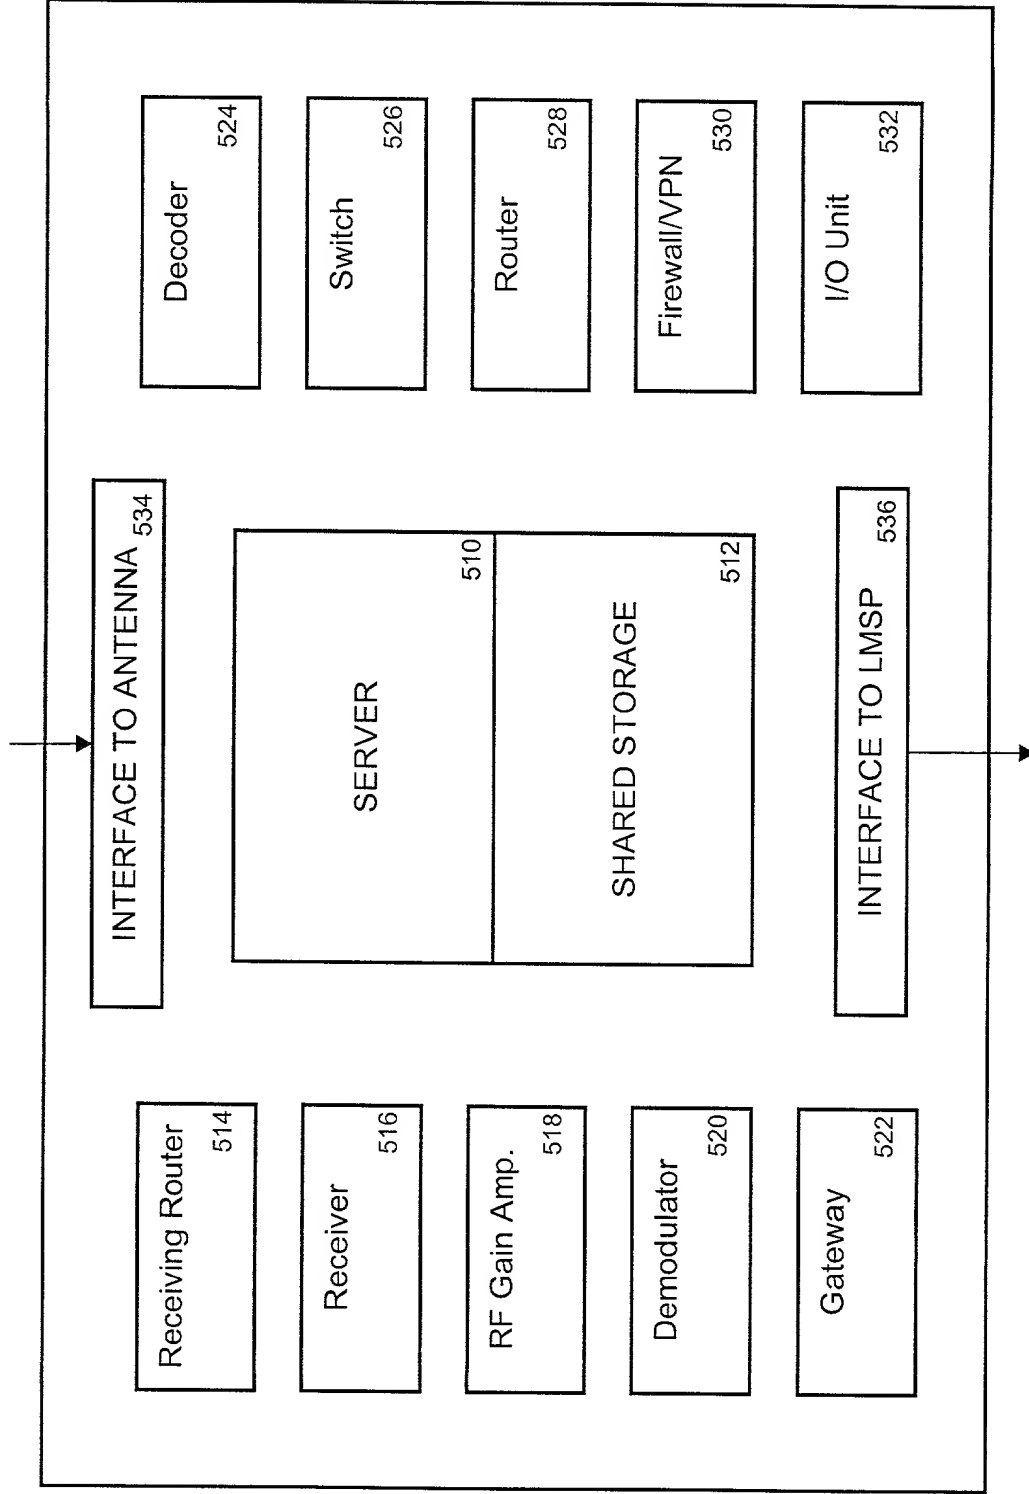 INTERFACE TO ANTENNA
534
Receiving Router
514
Receiver
516
RF Gain Amp.
518
Demodulator
520
Gateway
522
SERVER
510
SHARED STORAGE
512
Decoder
524
Switch
526
Router
528
Firewall/VPN
530
I/O Unit
532
INTERFACE TO LMSP
536